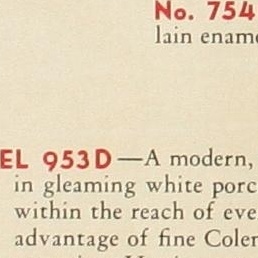 No. 754
lain ename
EL 953D—A modern,
in gleaming white porc
within the reach of eve
advantage of fine Coler